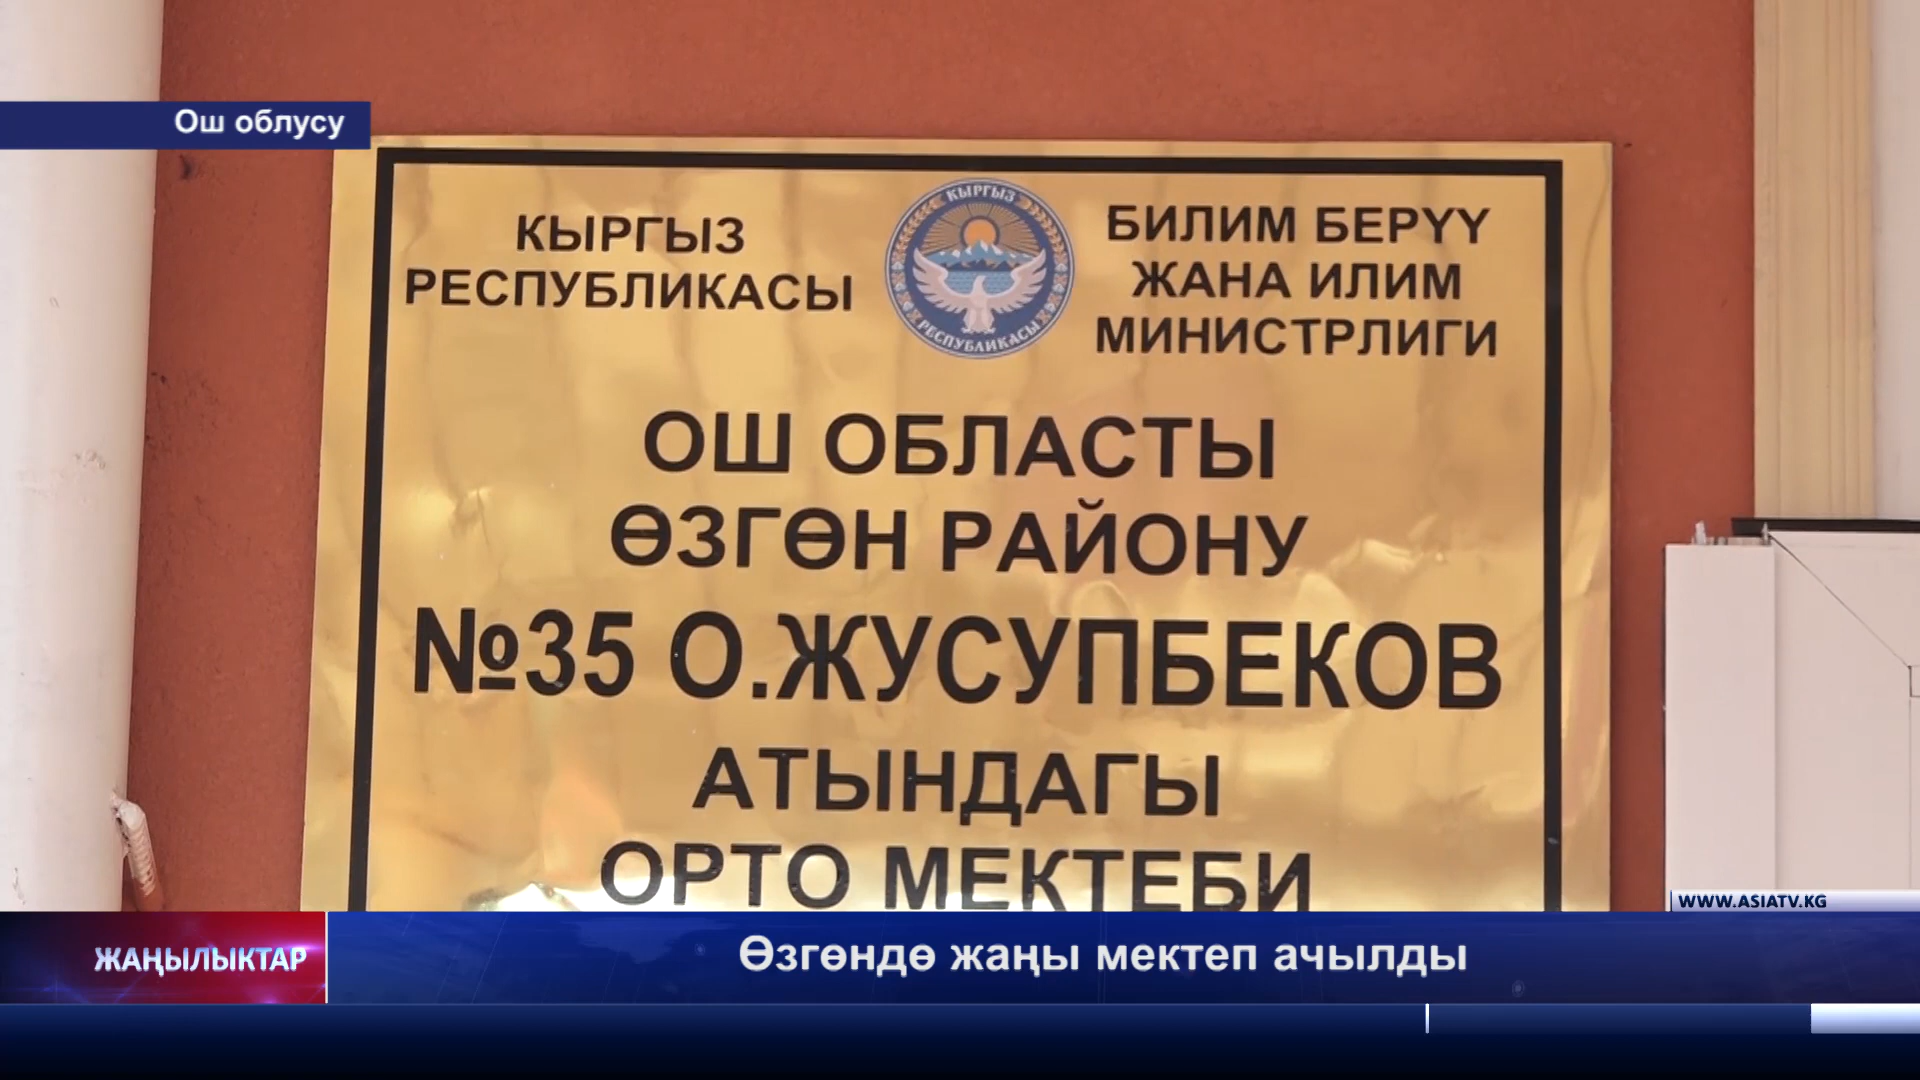 Ош облусу
КЫРГЫЗ
РЕСПУБЛИКАСЫ
КЫРГЫЗ
РЕСПУБЛИКАСЫ
БИЛИМ БЕРҮҮ
ЖАНА ИЛИМ
МИНИСТРЛИГИ
ОШ ОБЛАСТЫ
ӨЗГӨН РАЙОНУ
№35 О.ЖУСУПБЕКОВ
АТЫНДАГЫ
ОРТО МЕКТЕБИ
WWW.ASIATV.KG
ЖАҢЫЛЫКТАР
Өзгөндө жаңы мектеп ачылды